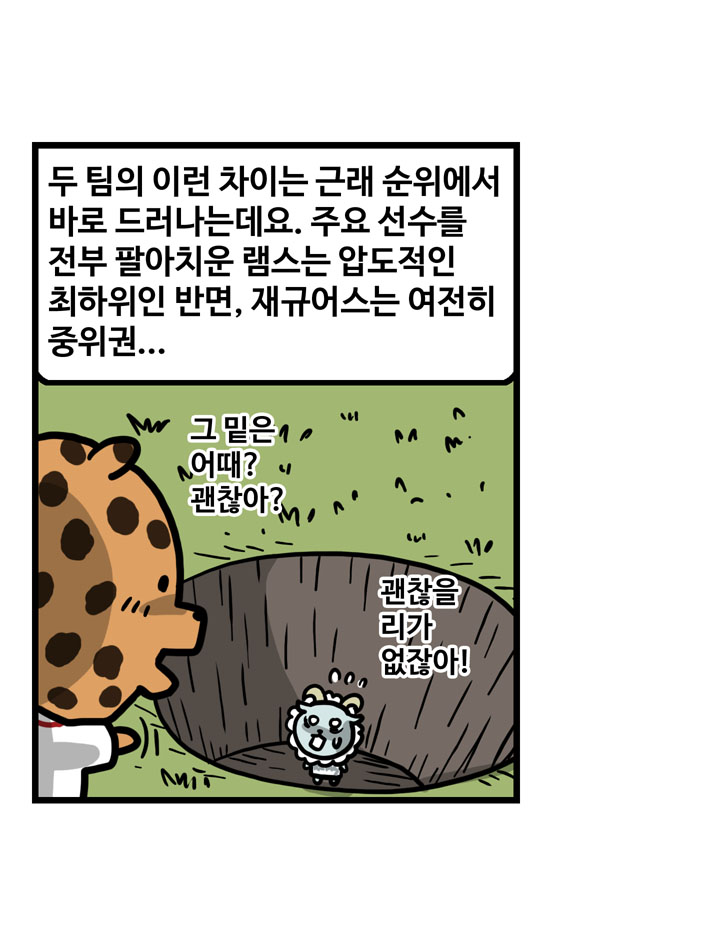 두 팀의 이런 차이는 근래 순위에서
바로 드러나는데요. 주요 선수를
전부 팔아치운 램스는 압도적인
최하위인 반면, 재규어스는 여전히
중위권...
그 밑은
어때?
괜찮아?
괜찮을
리가
없잖아!